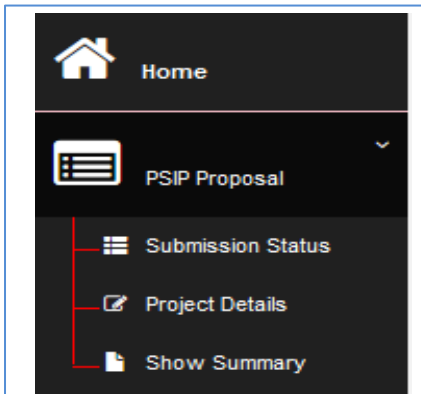 Home
PSIP Proposal
Submission Status
Project Details
Show Summary